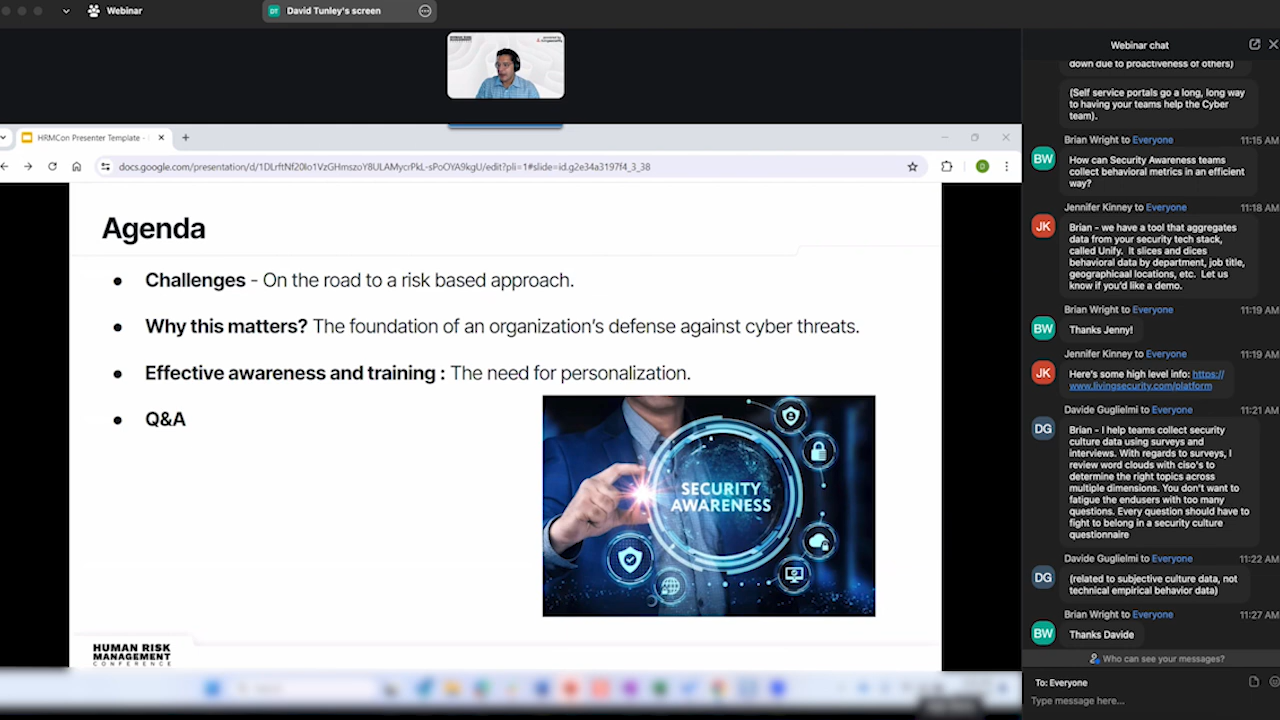 Webinar
DT
David Tunley's screen
HUMAN RISK
MANAGEMENT
HRMCon Presenter Template -
docs.google.com/presentation/d/1DLrftNf20Io1VzGHmszoY8ULAMycrPkL-sPoOYA9kgU/edit?pli=1#slide=id.g2e34a3197f4_3_38
D
Agenda
● Challenges - On the road to a risk based approach.
● Why this matters? The foundation of an organization's defense against cyber threats.
● Effective awareness and training : The need for personalization.
● Q&A
SECURITY
AWARENESS
HUMAN RISK
MANAGEMENT
CONFERENCE
Webinar chat
down due to proactiveness of others)
(Self service portals go a long, long way
to having your teams help the Cyber
team).
Brian Wright to Everyone 11:15 AM
BW
How can Security Awareness teams
collect behavioral metrics in an efficient
way?
Jennifer Kinney to Everyone 11:18 AM
JK
Brian - we have a tool that aggregates
data from your security tech stack,
called Unify. It slices and dices
behavioral data by department, job title,
geographicaal locations, etc. Let us
know if you'd like a demo.
Brian Wright to Everyone 11:19 AM
BW
Thanks Jenny!
Jennifer Kinney to Everyone 11:19 AM
JK
Here's some high level info: https://
www.livingsecurity.com/platform
Davide Guglielmi to Everyone 11:21 AM
DG
Brian - I help teams collect security
culture data using surveys and
interviews. With regards to surveys, I
review word clouds with ciso's to
determine the right topics across
multiple dimensions. You don't want to
fatigue the endusers with too many
questions. Every question should have to
fight to belong in a security culture
questionnaire
Davide Guglielmi to Everyone 11:22 AM
DG
(related to subjective culture data, not
technical empirical behavior data)
Brian Wright to Everyone 11:27 AM
BW
Thanks Davide
Who can see your messages?
To: Everyone
Type message here...